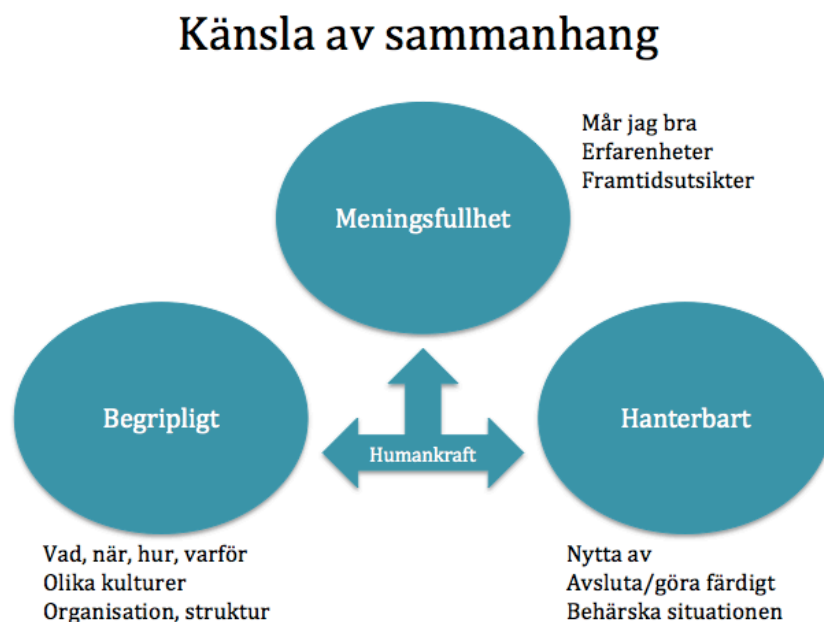 Känsla av sammanhang
Mår jag bra
Erfarenheter
Framtidsutsikter
Meningsfullhet
Begripligt
Hanterbart
Humankraft
Vad, när, hur, varför
Olika kulturer
Organisation, struktur
Nytta av
Avsluta/göra färdigt
Behärska situationen